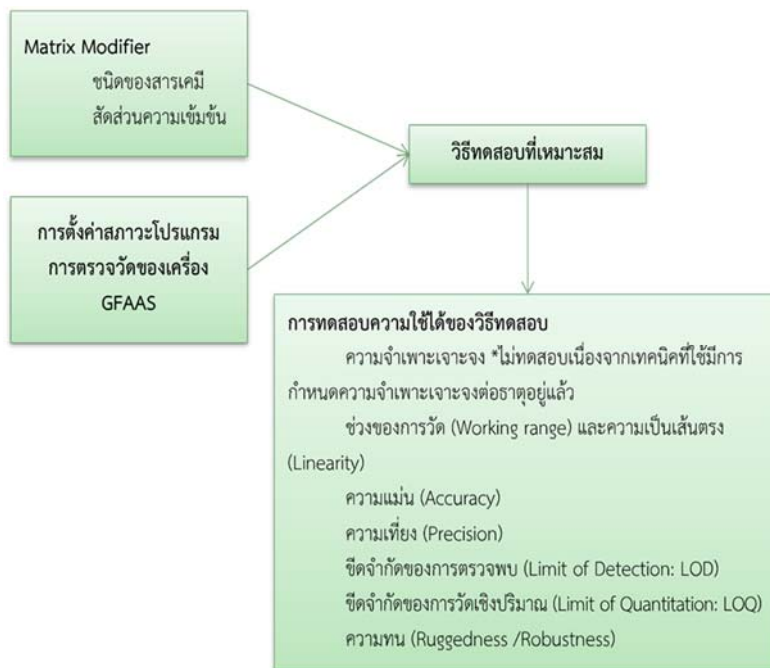 Matrix Modifier
ชนิดของสารเคมี
สัดส่วนความเข้มข้น
วิธีทดสอบที่เหมาะสม
การตั้งค่าสภาวะโปรแกรม
การตรวจวัดของเครื่อง
GFAAS
การทดสอบความใช้ได้ของวิธีทดสอบ
ความจำเพาะเจาะจง *ไม่ทดสอบเนื่องจากเทคนิคที่ใช้มีการ
กำหนดความจำเพาะเจาะจงต่อธาตุอยู่แล้ว
ช่วงของการวัด (Working range) และความเป็นเส้นตรง
(Linearity)
ความแม่น (Accuracy)
ความเที่ยง (Precision)
ขีดจำกัดของการตรวจพบ (Limit of Detection: LOD)
ขีดจำกัดของการวัดเชิงปริมาณ (Limit of Quantitation: LOQ)
ความทน (Ruggedness /Robustness)